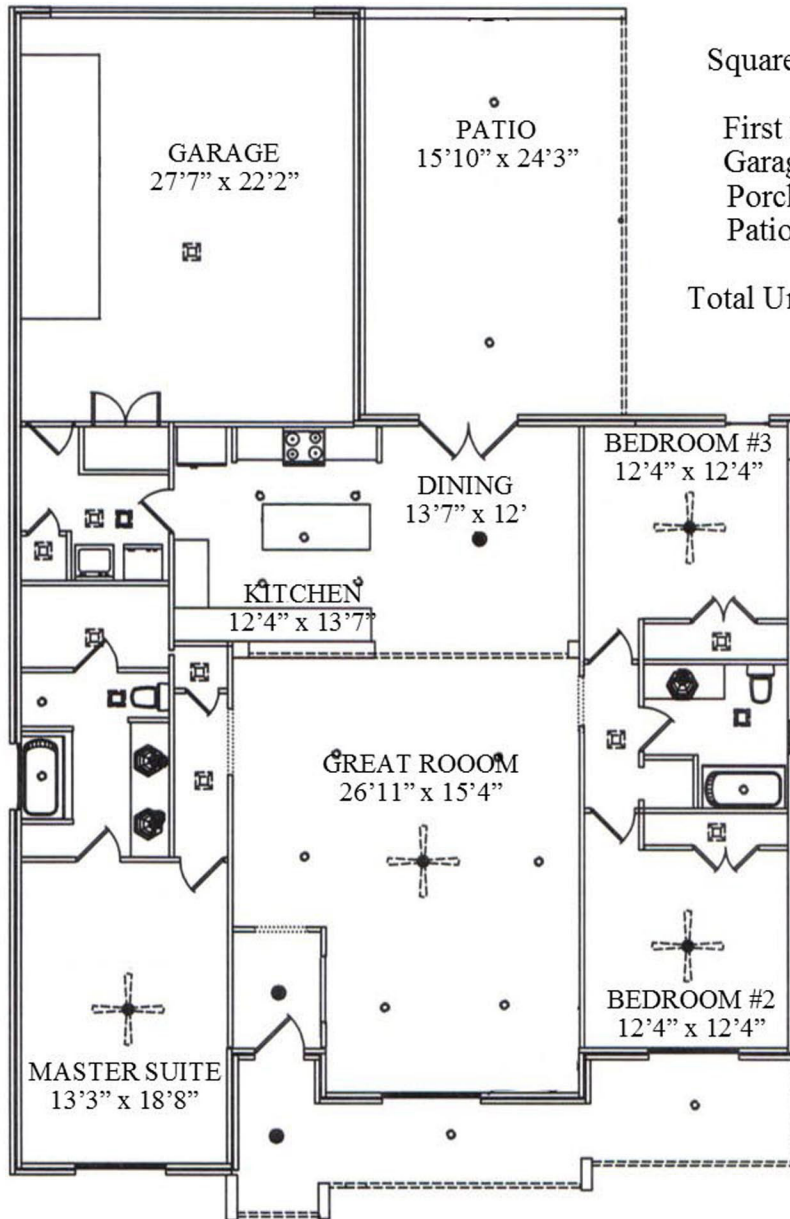 Square
First
Garag
Porch
Patio
Total Un
GARAGE
27'7” x 22'2”
PATIO
15'10” x 24'3”
BEDROOM #3
12'4” x 12'4”
DINING
13'7” x 12'
KITCHEN
12'4” x 13'7”
GREAT ROOOM
26'11” x 15'4”
BEDROOM #2
12'4” x 12'4”
MASTER SUITE
13'3” x 18'8”